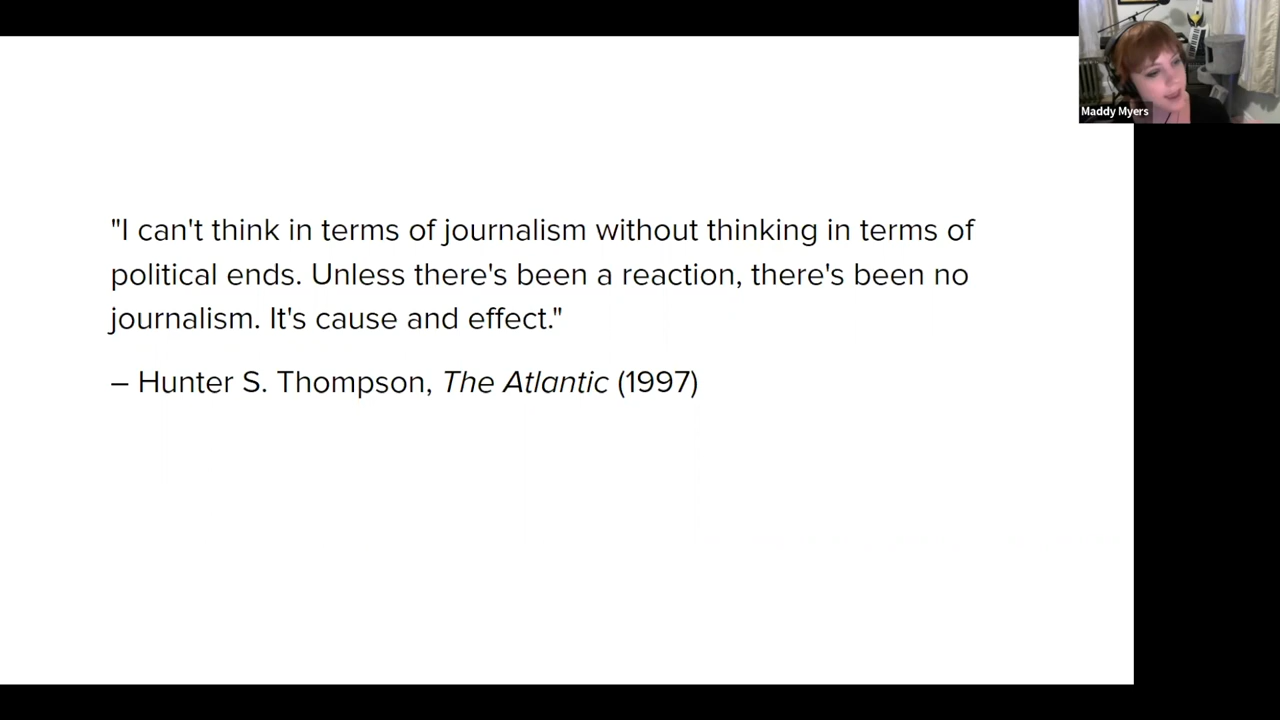 Maddy Myers
"I can't think in terms of journalism without thinking in terms of
political ends. Unless there's been a reaction, there's been no
journalism. It's cause and effect."
– Hunter S. Thompson, The Atlantic (1997)